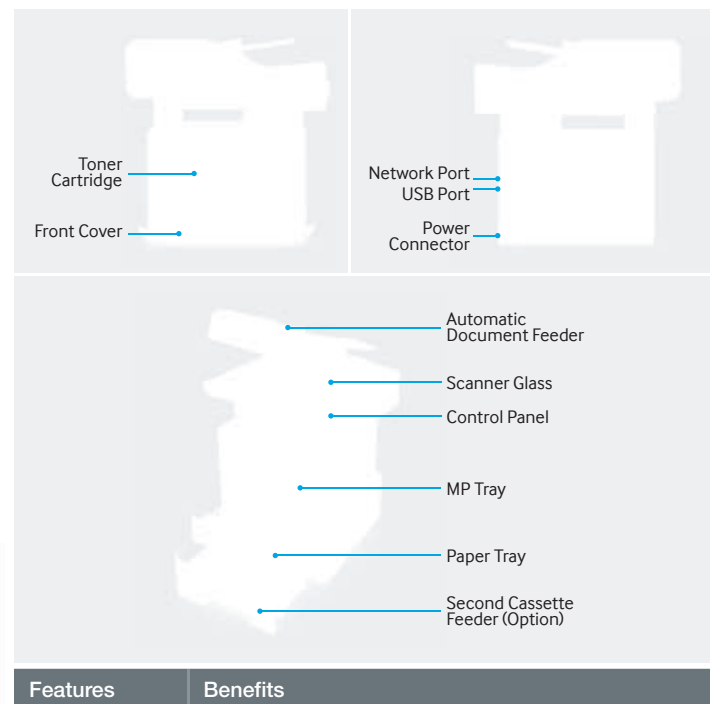 Toner
Cartridge
Front Cover
Network Port
USB Port
Power
Connector
Automatic
Document Feeder
Scanner Glass
Control Panel
MP Tray
Paper Tray
Second Cassette
Feeder (Option)
Features Benefits